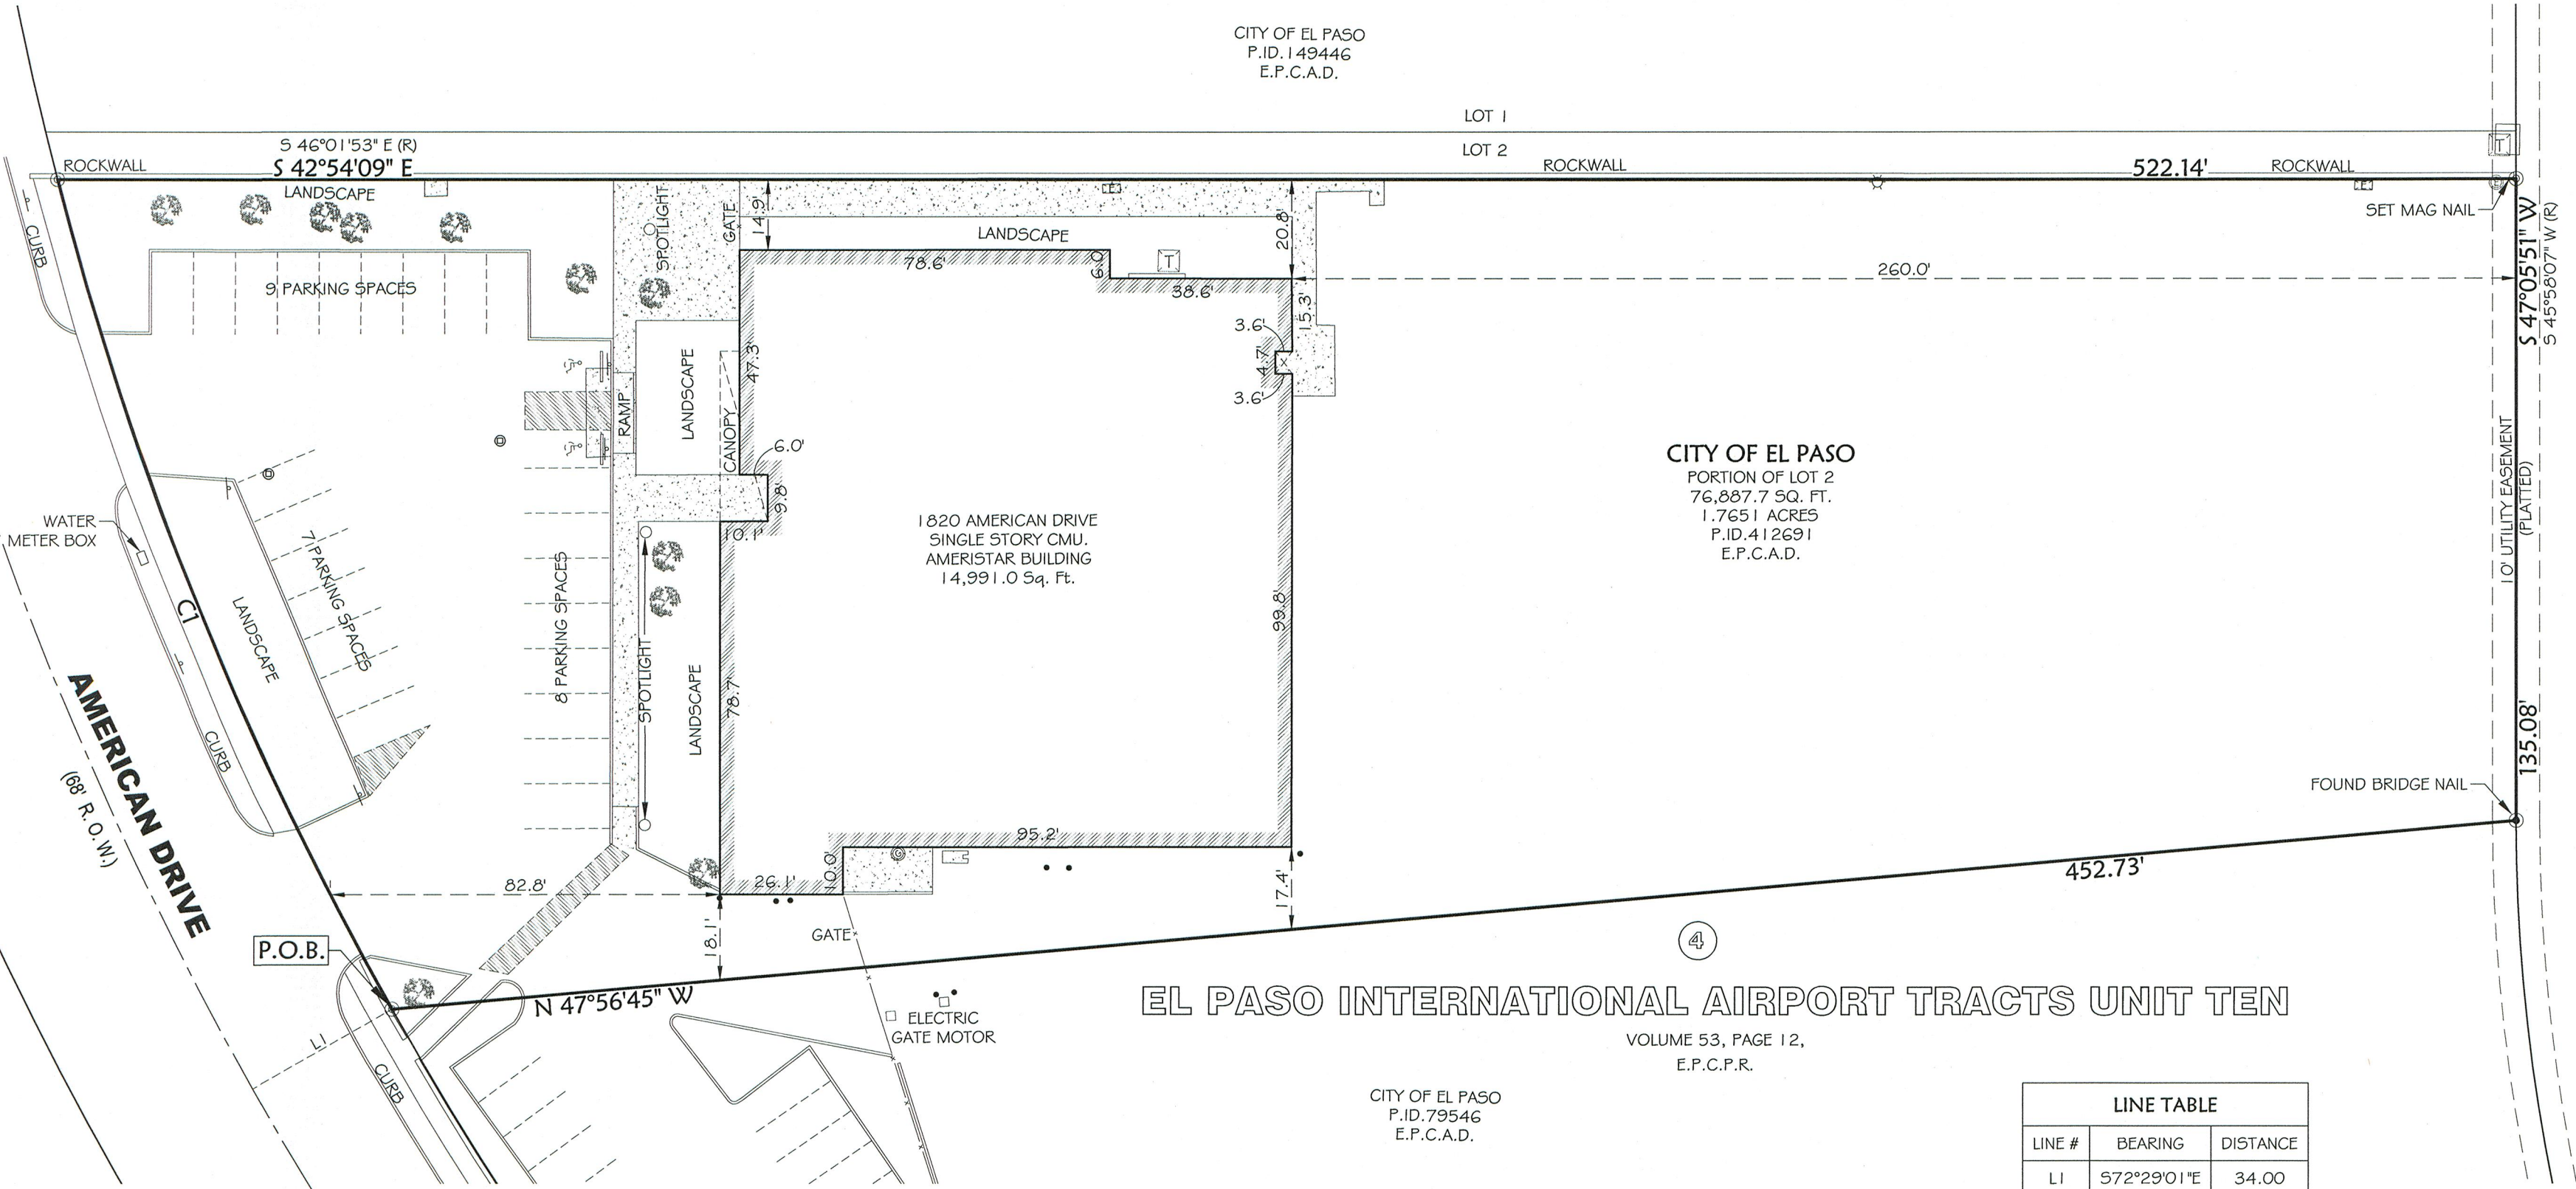 CITY OF EL PASO
P.ID.149446
E.P.C.A.D.
LOT 1
S 46°01'53" E (R)
LOT 2
ROCKWALL
S 42°54'09" E
ROCKWALL
522.14'
ROCKWALL
LANDSCAPE
SPOTLIGHT
GATE
14.9'
20.8'
SET MAG NAIL
S 47°05'51" W
S 45°58'07" W (R)
CURB
LANDSCAPE
T
T
E
E
E
78.6'
6.0'
38.6'
260.0'
9 PARKING SPACES
15.3'
3.6'
4.7'
3.6'
47.3'
LANDSCAPE
CANOPY
RAMP
6.0'
9.8'
10.1'
CITY OF EL PASO
PORTION OF LOT 2
76,887.7 SQ. FT.
1.7651 ACRES
P.ID.412691
E.P.C.A.D.
10' UTILITY EASEMENT
(PLATTED)
WATER
METER BOX
1820 AMERICAN DRIVE
SINGLE STORY CMU.
AMERISTAR BUILDING
14,991.0 Sq. Ft.
7 PARKING SPACES
8 PARKING SPACES
C1
LANDSCAPE
99.8'
SPOTLIGHT
LANDSCAPE
78.7'
CURB
135.08'
FOUND BRIDGE NAIL
AMERICAN DRIVE
(68' R.O.W.)
95.2'
G
10.0'
26.1'
82.8'
17.4'
452.73'
18.1'
GATE
P.O.B.
N 47°56'45" W
4
EL PASO INTERNATIONAL AIRPORT TRACTS UNIT TEN
ELECTRIC
GATE MOTOR
VOLUME 53, PAGE 12,
E.P.C.P.R.
L1
CURB
CITY OF EL PASO
P.ID.79546
E.P.C.A.D.
LINE TABLE
LINE # BEARING DISTANCE
L1 S72°29'01"E 34.00